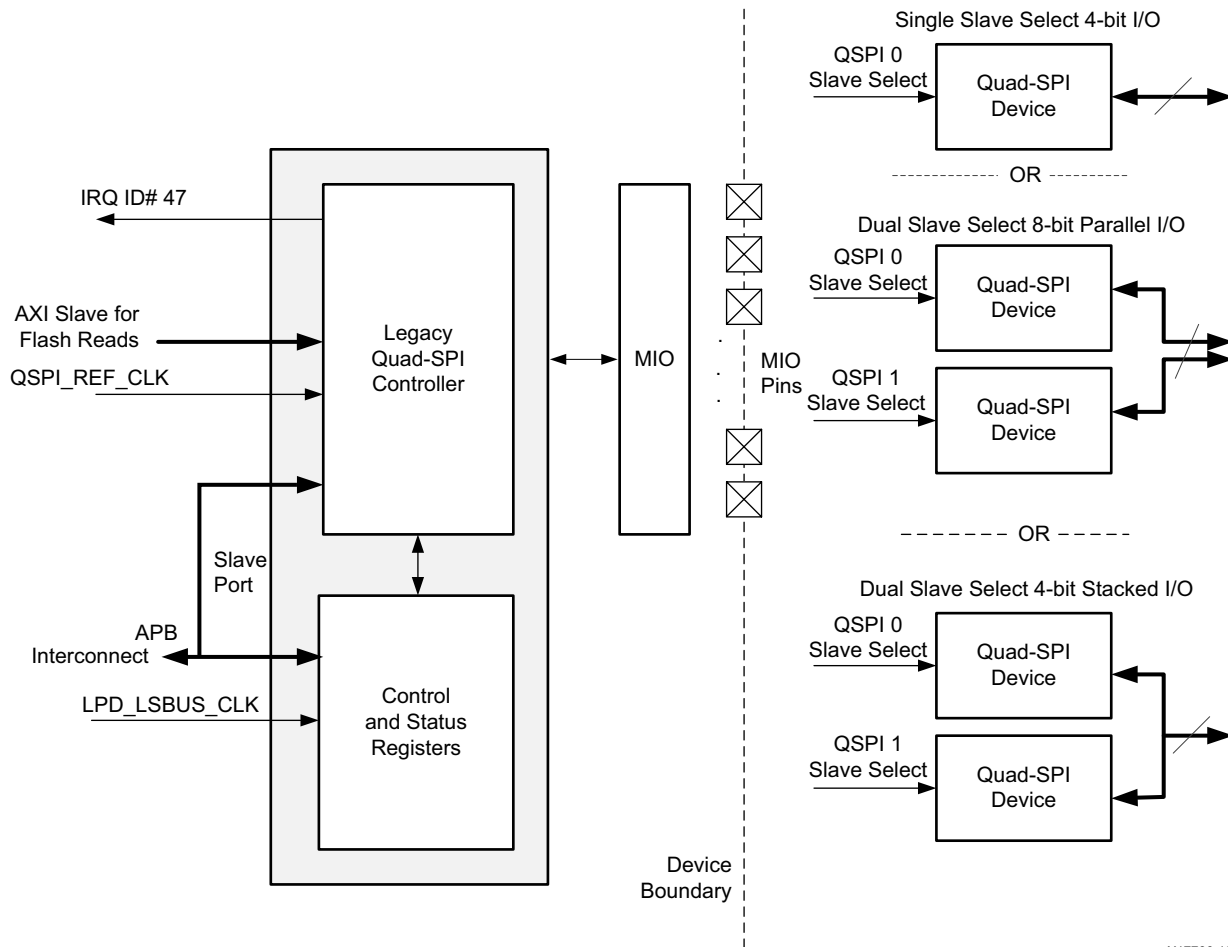 Single Slave Select 4-bit I/O
QSPI 0
Slave Select
Quad-SPI
Device
OR
IRQ ID# 47
AXI Slave for
Flash Reads
QSPI_REF_CLK
Legacy
Quad-SPI
Controller
MIO
MIO
Pins
Dual Slave Select 8-bit Parallel I/O
QSPI 0
Slave Select
Quad-SPI
Device
QSPI 1
Slave Select
Quad-SPI
Device
OR
Slave
Port
APB
Interconnect
LPD_LSBUS_CLK
Control
and Status
Registers
Dual Slave Select 4-bit Stacked I/O
QSPI 0
Slave Select
Quad-SPI
Device
QSPI 1
Slave Select
Quad-SPI
Device
Device
Boundary